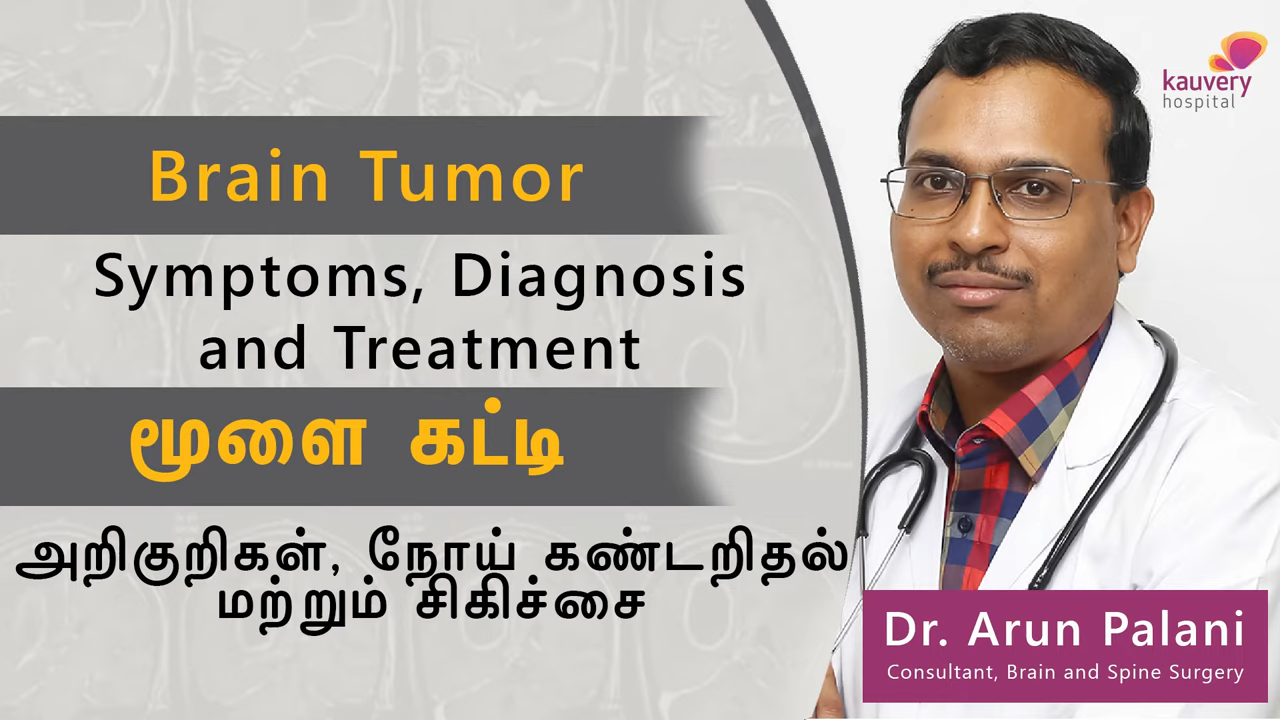 Brain Tumor
Symptoms, Diagnosis
and Treatment
மூளை கட்டி
அறிகுறிகள், நோய் கண்டறிதல்
மற்றும் சிகிச்சை
kauvery
hospital
Dr. Arun Palani
Consultant, Brain and Spine Surgery